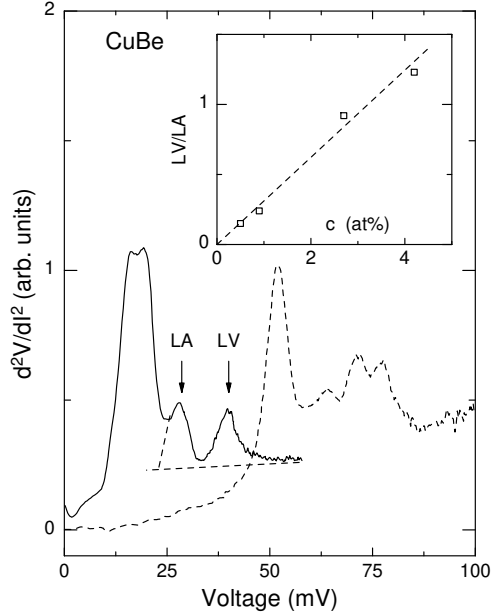 2
CuBe
1
LV/LA
0
0
2
4
c (at%)
d²V/dI² (arb. units)
1
LA
LV
0
0
25
50
75
100
Voltage (mV)